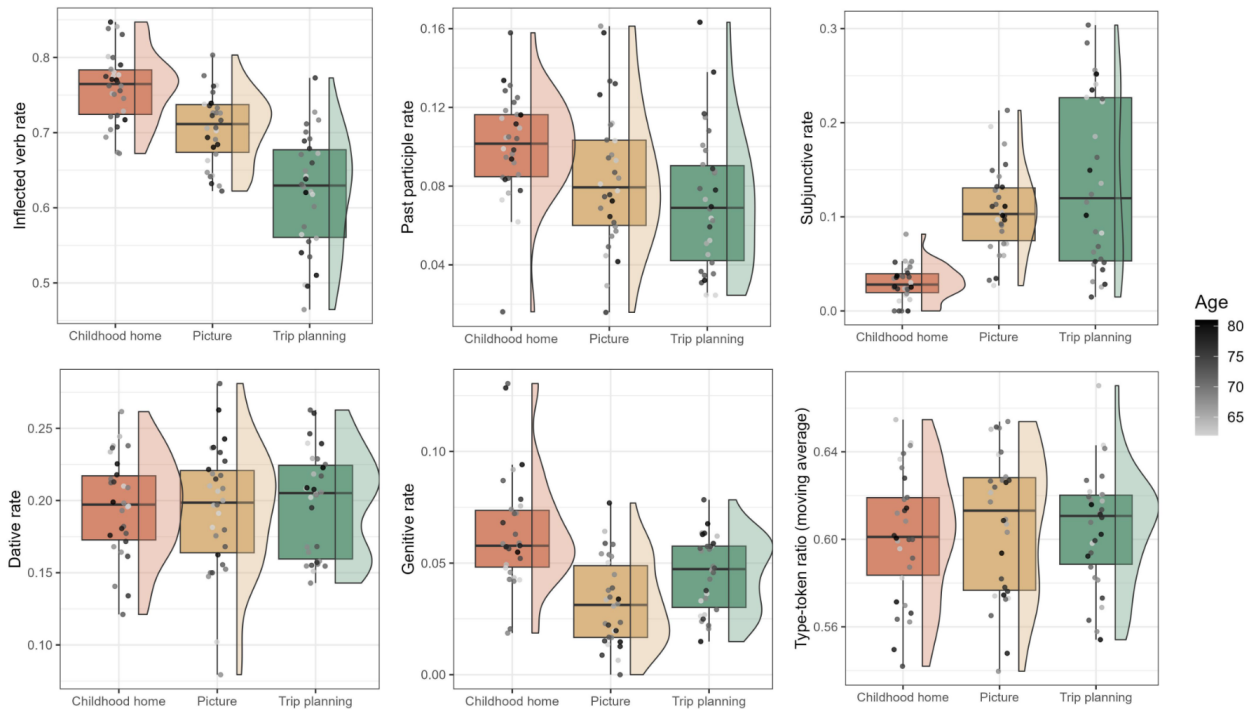 Inflected verb rate
0.8
0.7
0.6
0.5
Childhood home Picture Trip planning
Past participle rate
0.16
0.12
0.08
0.04
Childhood home Picture Trip planning
Subjunctive rate
0.3
0.2
0.1
0.0
Childhood home Picture Trip planning
Dative rate
0.25
0.20
0.15
0.10
Childhood home Picture Trip planning
Genitive rate
0.10
0.05
0.00
Childhood home Picture Trip planning
Type-token ratio (moving average)
0.64
0.60
0.56
Childhood home Picture Trip planning
Age
80
75
70
65